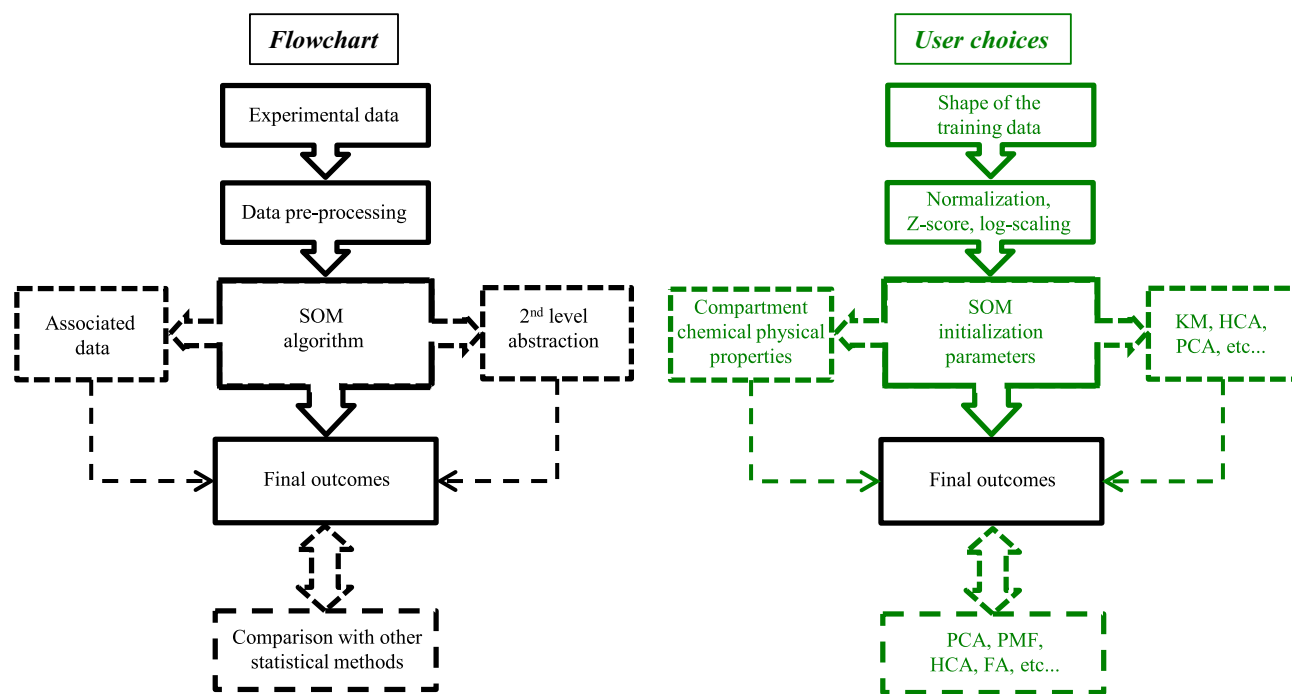 Flowchart
Experimental data
Data pre-processing
Associated
data
SOM
algorithm
2nd level
abstraction
Final outcomes
Comparison with other
statistical methods
User choices
Shape of the
training data
Normalization,
Z-score, log-scaling
Compartment
chemical physical
properties
SOM
initialization
parameters
KM, HCA,
PCA, etc...
Final outcomes
PCA, PMF,
HCA, FA, etc...